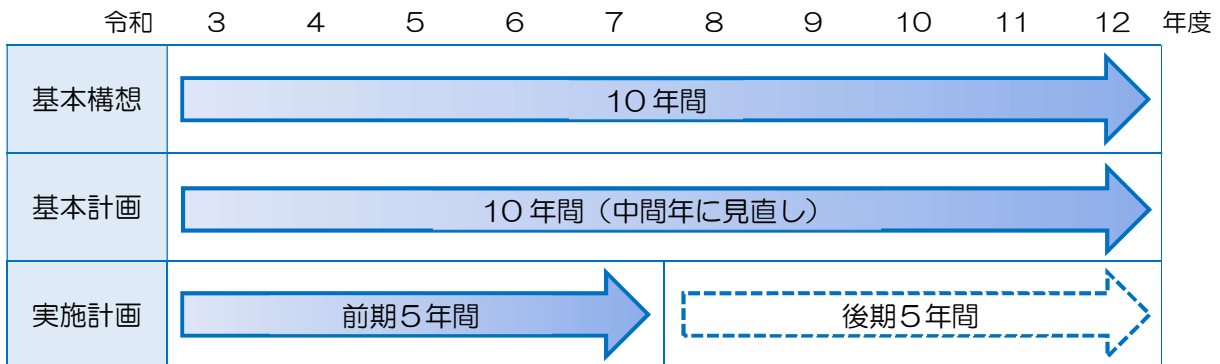 令和 3 4 5 6 7 8 9 10 11 12 年度
基本構想 10年間
基本計画 10年間（中間年に見直し）
実施計画 前期5年間 後期5年間